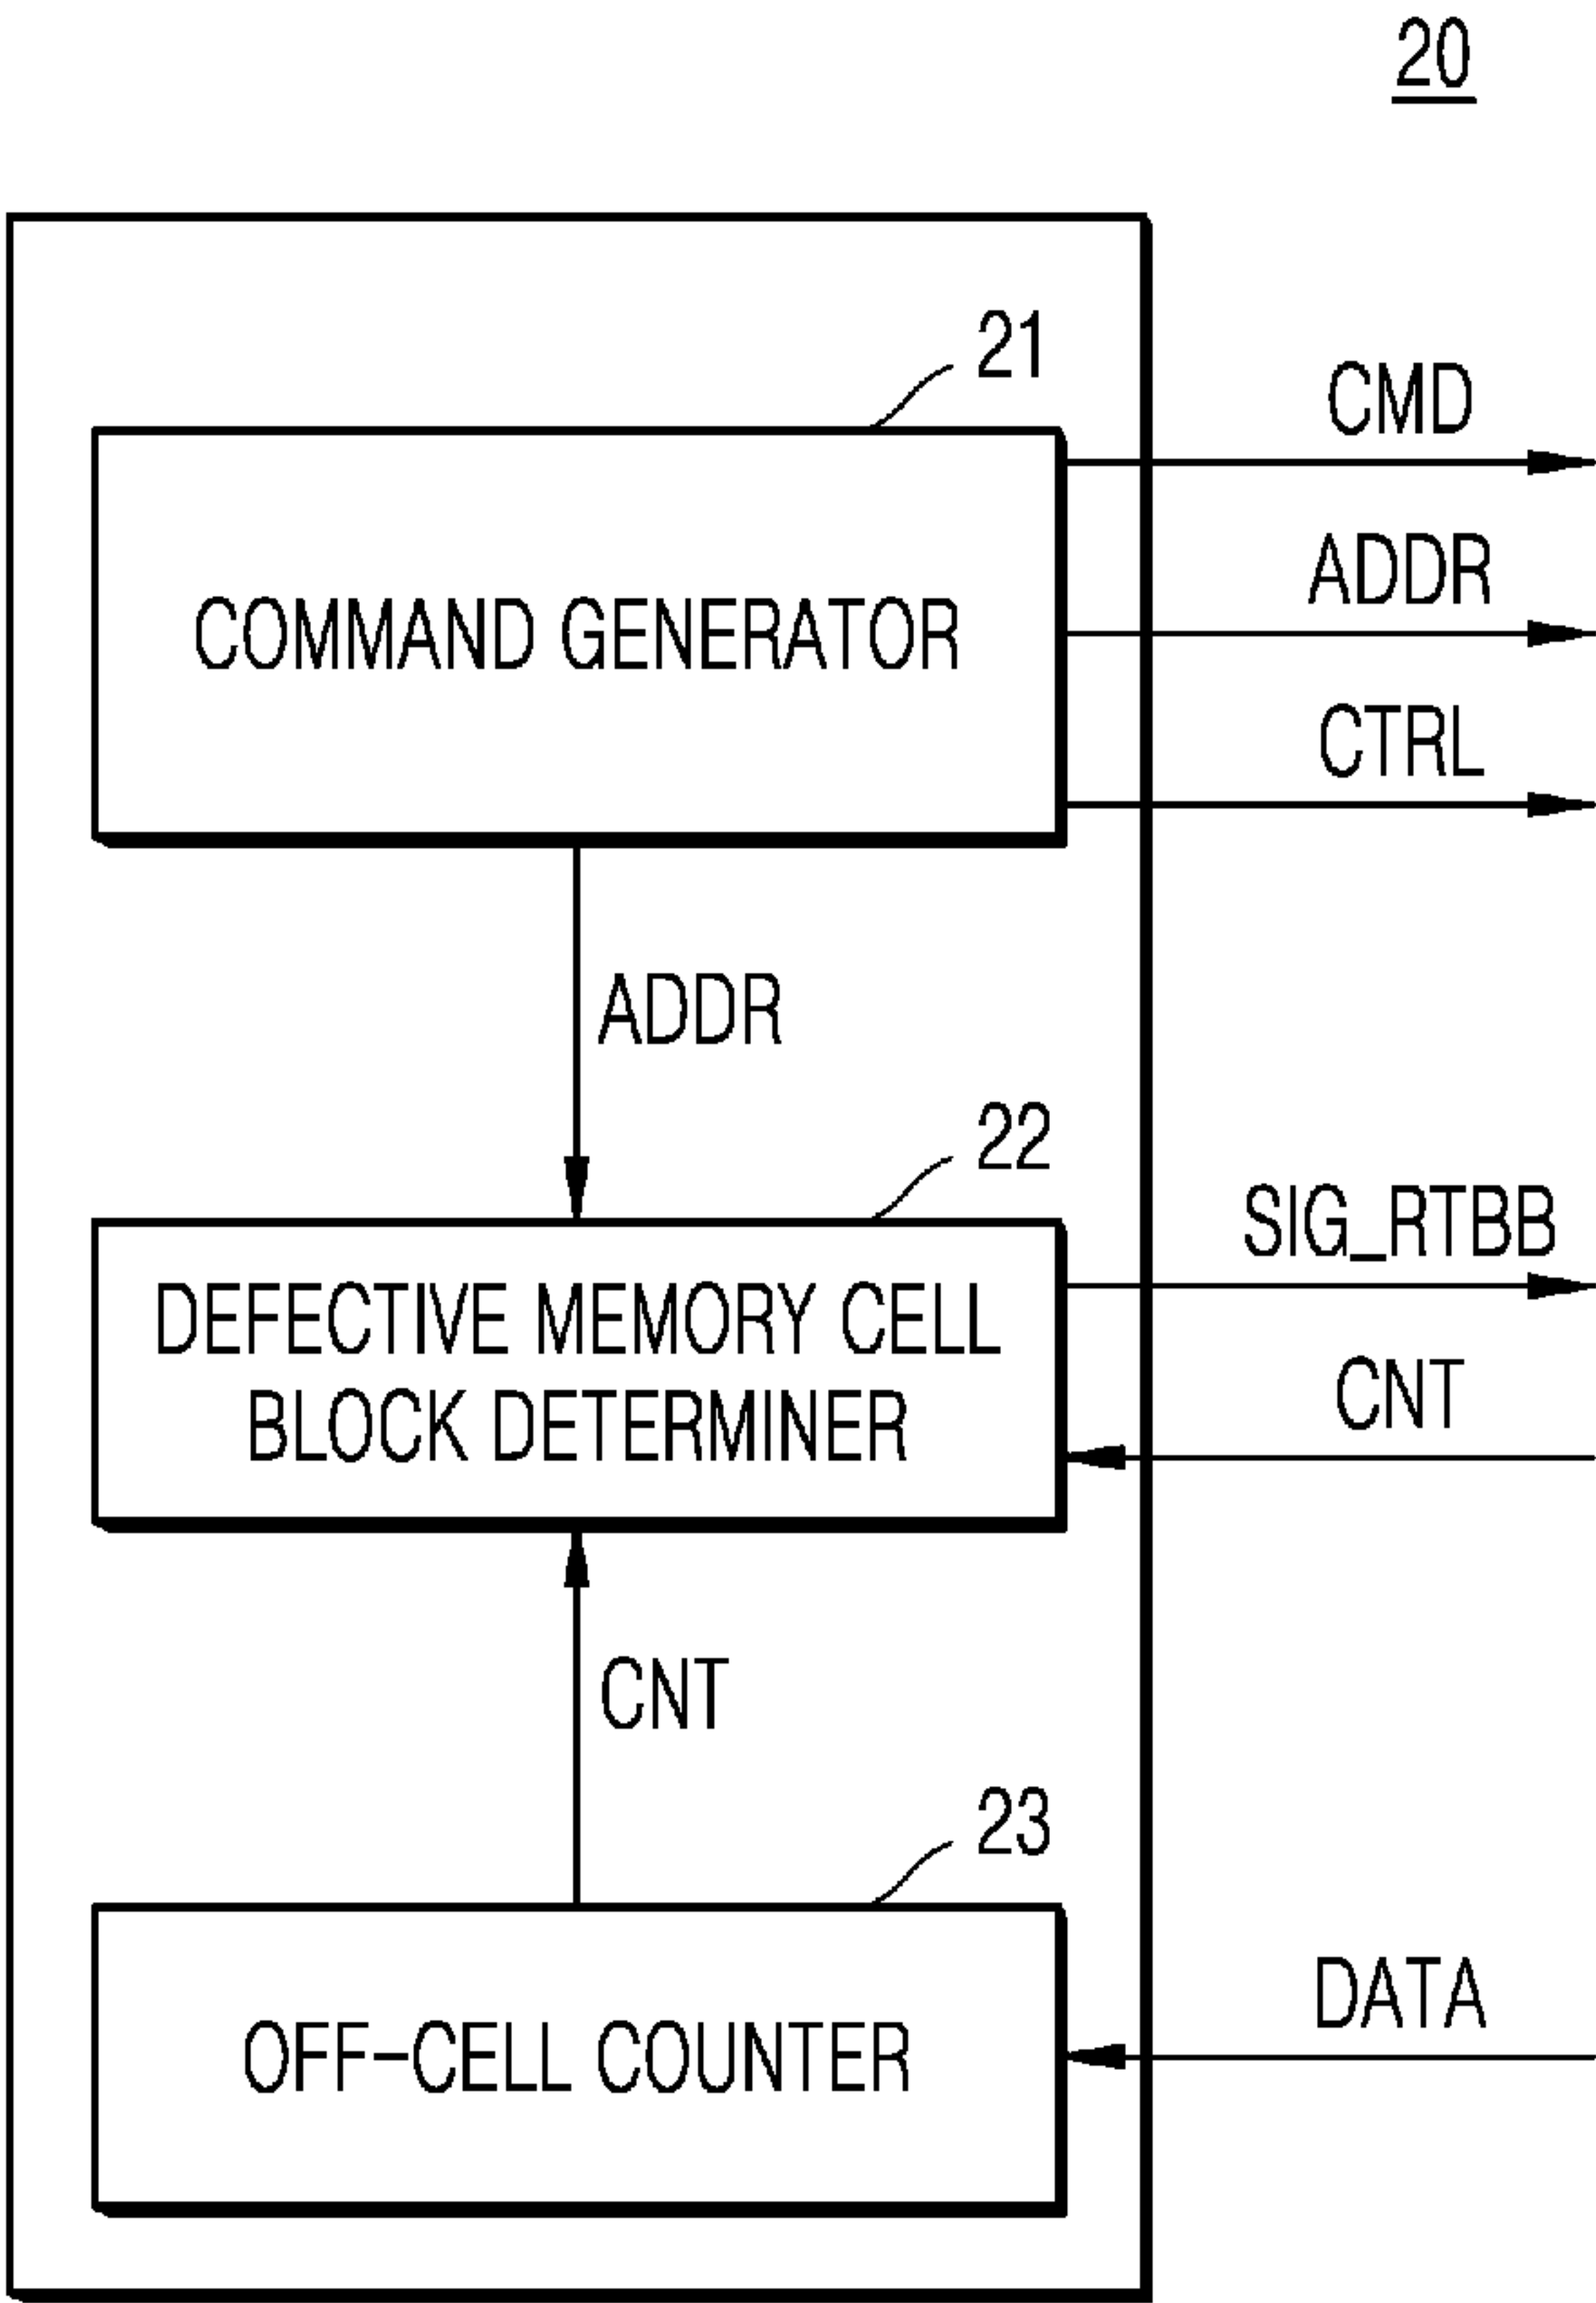 20
21
CMD
ADDR
COMMAND GENERATOR
CTRL
ADDR
22
SIG_RTBB
DEFECTIVE MEMORY CELL
BLOCK DETERMINER
CNT
CNT
23
DATA
OFF-CELL COUNTER